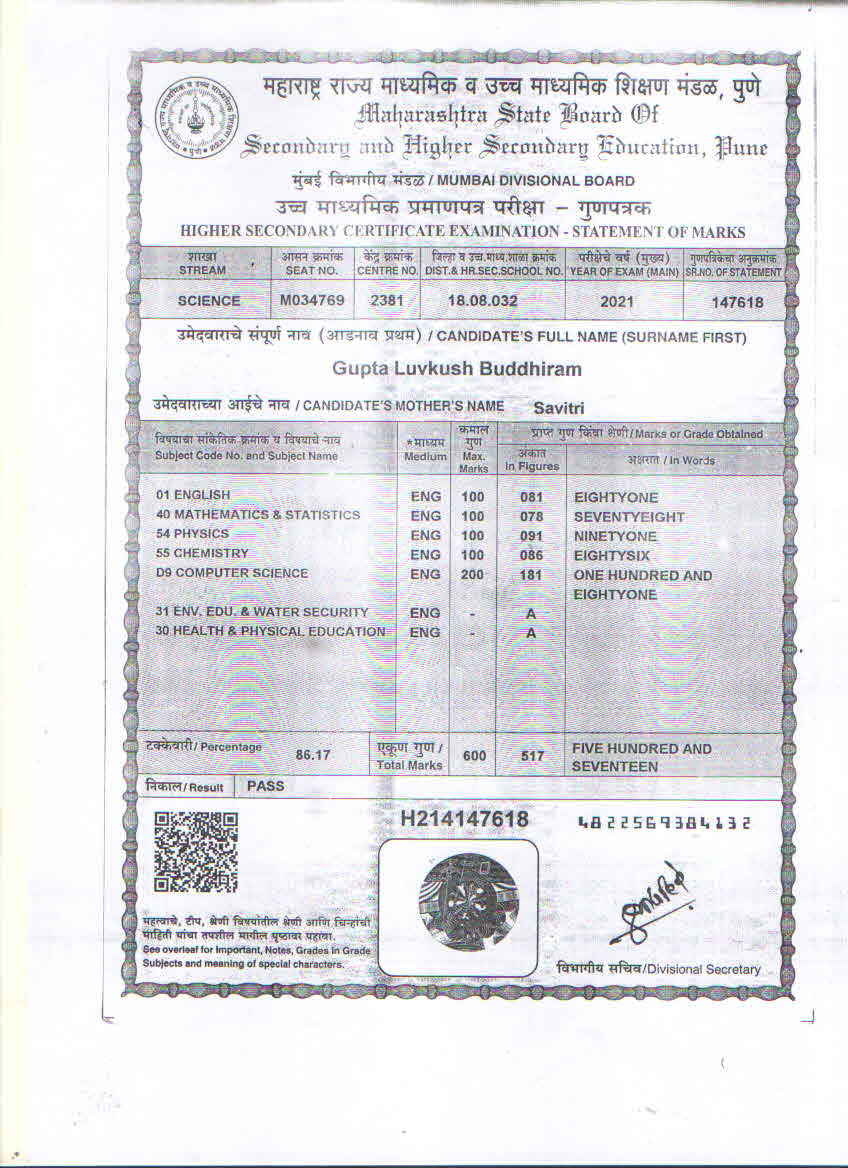 महाराष्ट्र राज्य माध्यमिक व उच्च माध्यमिक शिक्षण मंडळ, पुणे
Maharashtra State Board Of
Secondary and Higher Secondary Education, Pune
मुंबई विभागीय मंडळ / MUMBAI DIVISIONAL BOARD
उच्च माध्यमिक प्रमाणपत्र परीक्षा – गुणपत्रक
HIGHER SECONDARY CERTIFICATE EXAMINATION - STATEMENT OF MARKS
शाखा आसन क्रमांक केंद्र क्रमांक जिल्हा व उच्च.माध्य.शाळा क्रमांक परीक्षेचे वर्ष (मुख्य) गुणपत्रिकेचा अनुक्रमांक
STREAM SEAT NO. CENTRE NO. DIST.& HR.SEC.SCHOOL NO. YEAR OF EXAM (MAIN) SR.NO. OF STATEMENT
SCIENCE M034769 2381 18.08.032 2021 147618
उमेदवाराचे संपूर्ण नाव (आडनाव प्रथम) / CANDIDATE'S FULL NAME (SURNAME FIRST)
Gupta Luvkush Buddhiram
उमेदवाराच्या आईचे नाव / CANDIDATE'S MOTHER'S NAME Savitri
विषयाचा सांकेतिक क्रमांक व विषयाचे नाव
Subject Code No. and Subject Name
*माध्यम
Medium
कमाल
गुण
Max.
Marks
प्राप्त गुण किंवा श्रेणी/Marks or Grade Obtained
अंकात
In Figures
अक्षरात / In Words
01 ENGLISH ENG 100 081 EIGHTYONE
40 MATHEMATICS & STATISTICS ENG 100 078 SEVENTYEIGHT
54 PHYSICS ENG 100 091 NINETYONE
55 CHEMISTRY ENG 100 086 EIGHTYSIX
D9 COMPUTER SCIENCE ENG 200 181 ONE HUNDRED AND
EIGHTYONE
31 ENV. EDU. & WATER SECURITY ENG - A
30 HEALTH & PHYSICAL EDUCATION ENG - A
टक्केवारी/ Percentage 86.17
एकूण गुण /
Total Marks
600 517
FIVE HUNDRED AND
SEVENTEEN
निकाल/Result PASS
H214147618
4822569384132
महत्वाचे, टीप, श्रेणी विषयांतील श्रेणी आणि चिन्हांची
माहिती यांचा तपशील मागील पृष्ठावर पहावा.
See overleaf for Important, Notes, Grades in Grade
Subjects and meaning of special characters.
विभागीय सचिव/Divisional Secretary